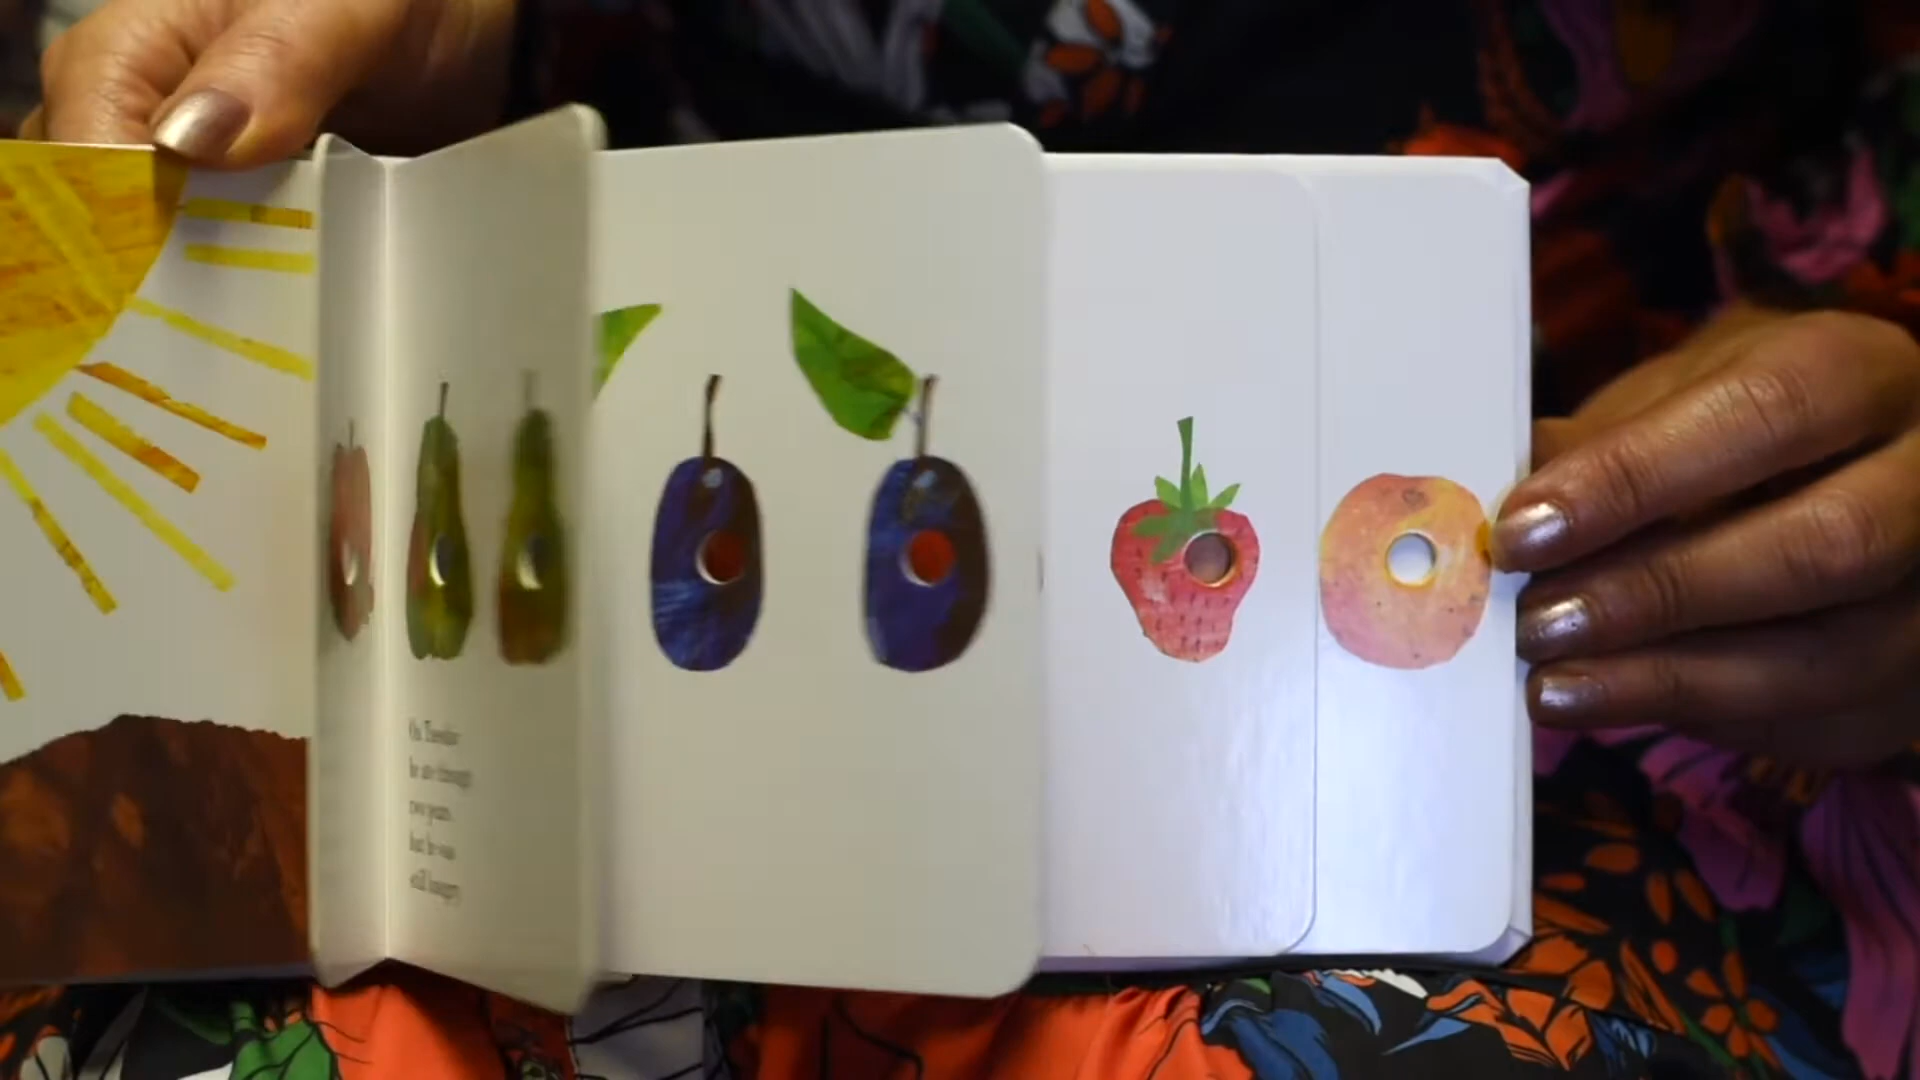 On Tuesday
he ate through
two pears,
but he was
still hungry.